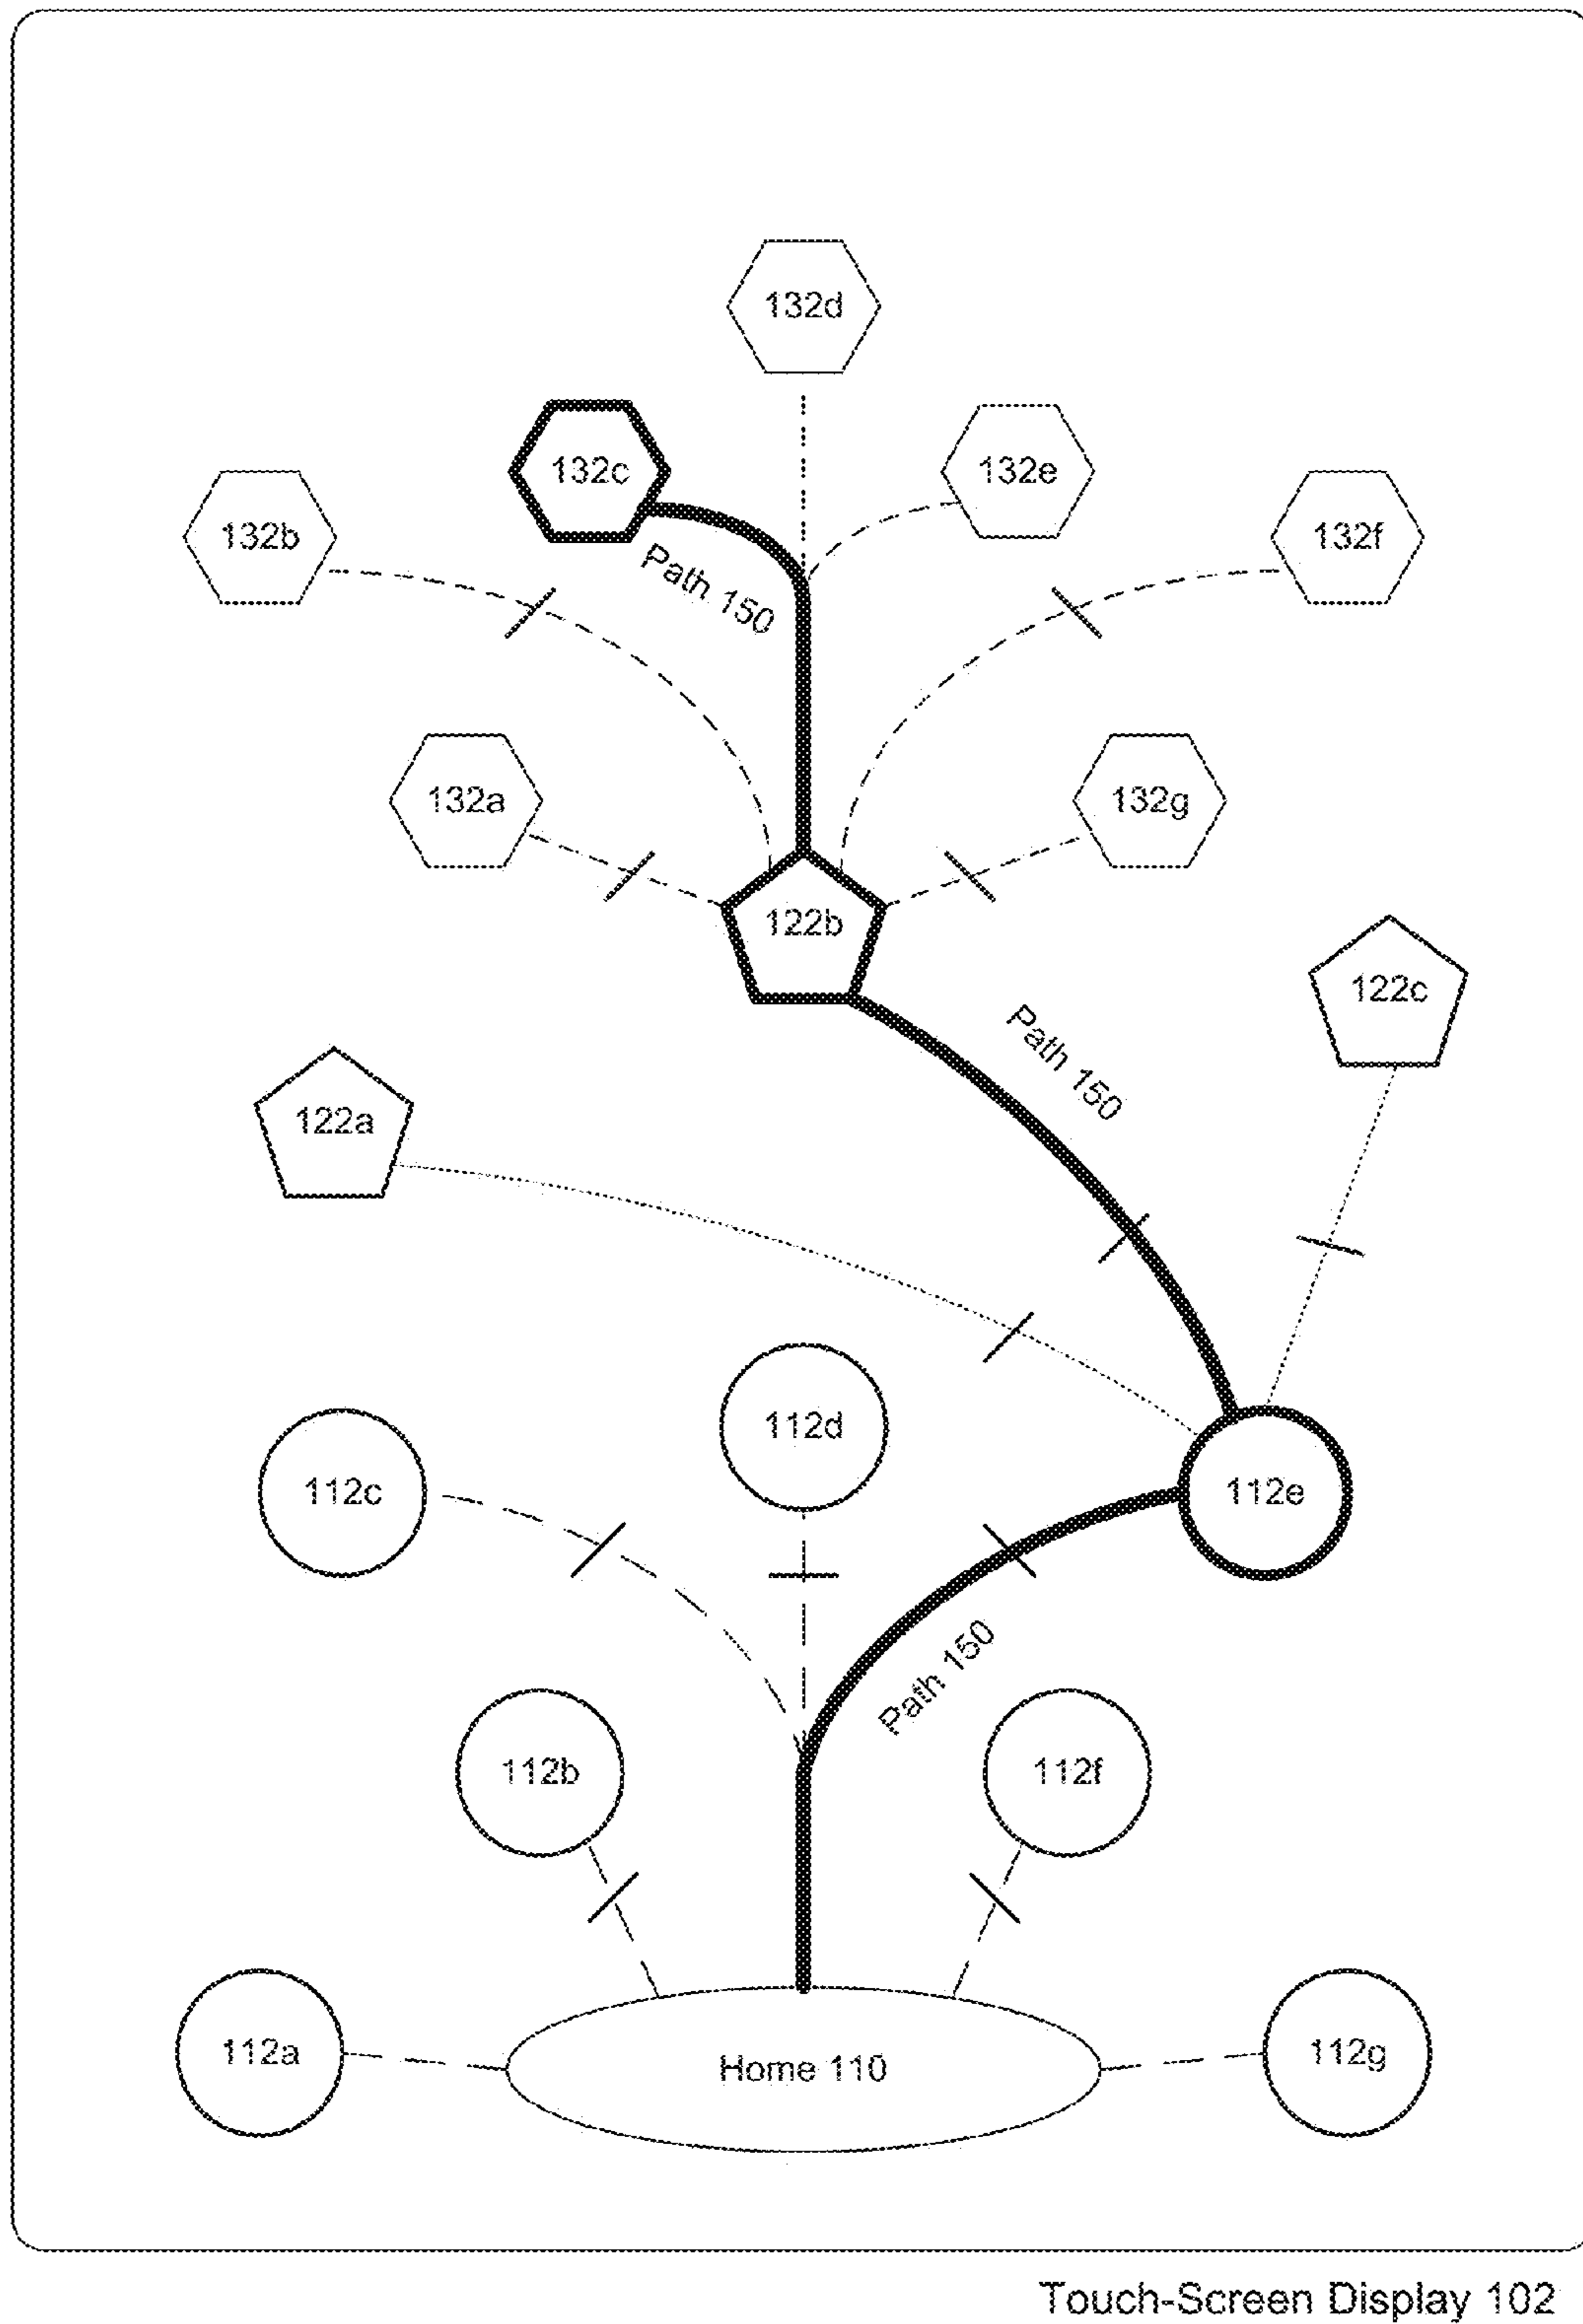 132d
132c
132e
132b
132f
Path 150
132a
132g
122b
122c
Path 150
122a
112d
112c
112e
Path 150
112b
112f
112a
Home 110
112g
Touch-Screen Display 102